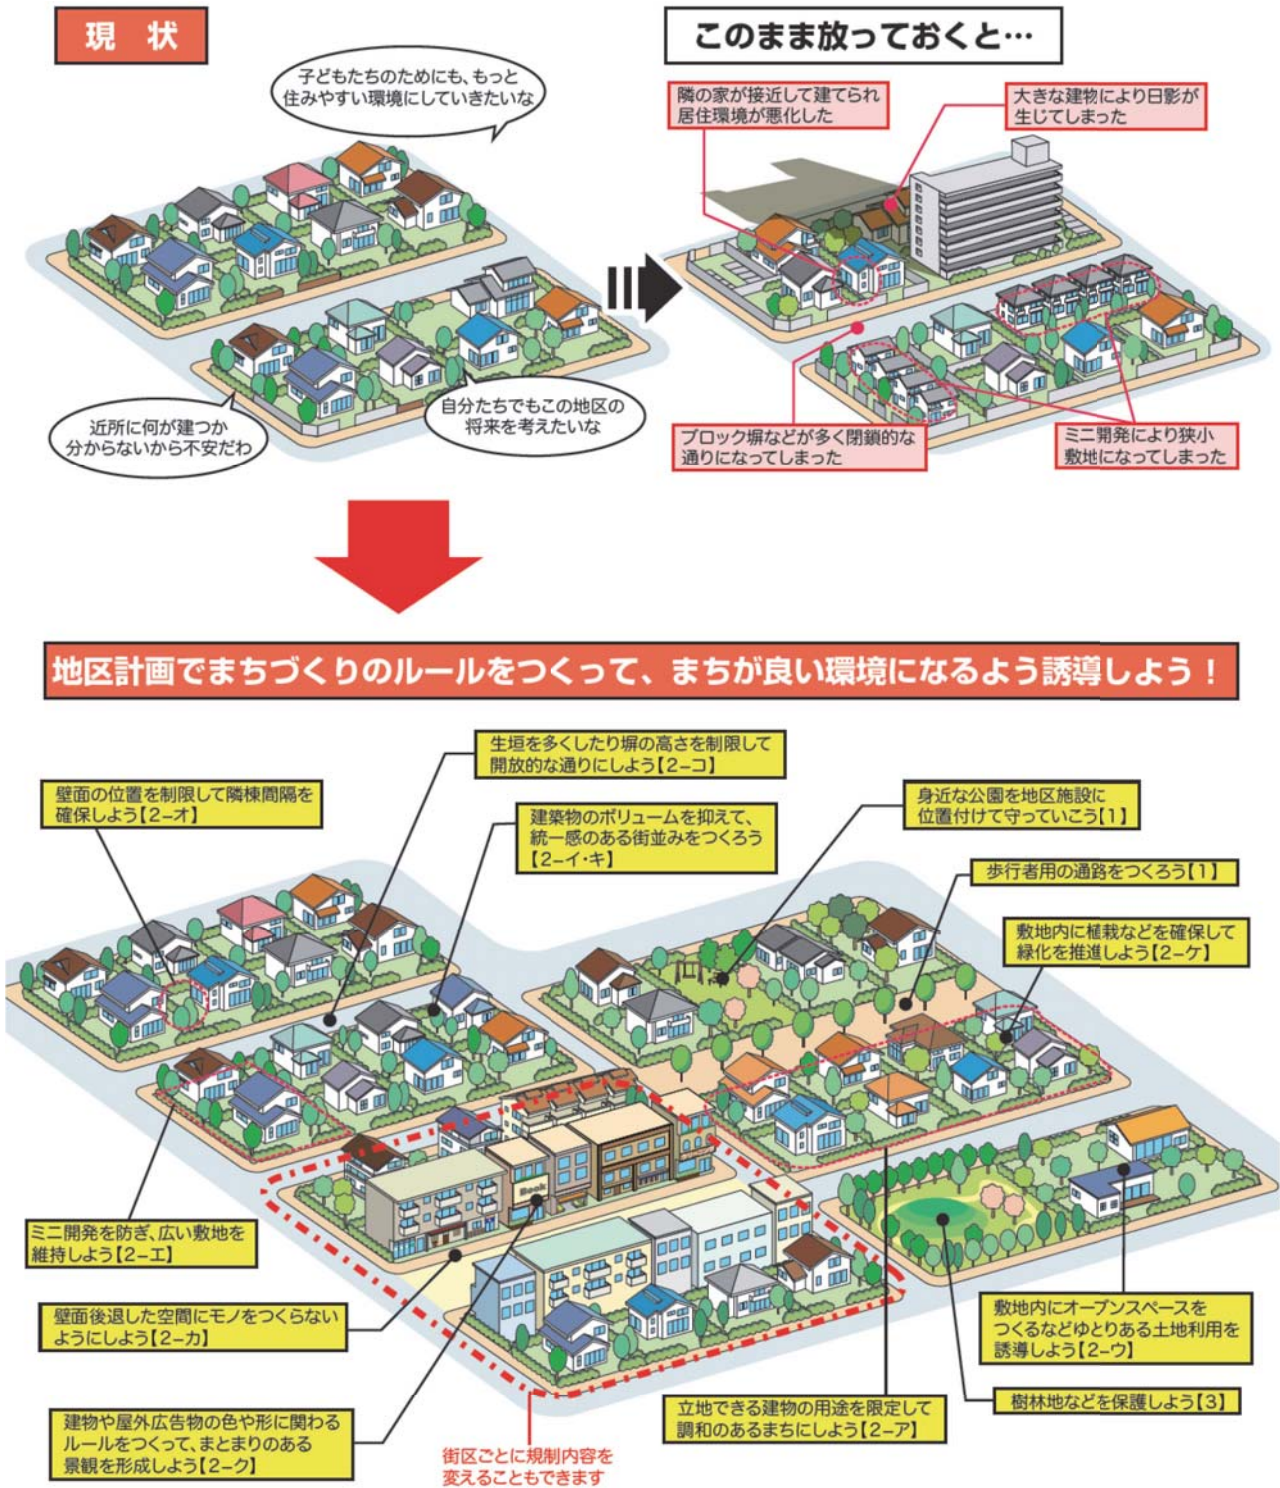 現 状
このまま放っておくと…
子どもたちのためにも、もっと
住みやすい環境にしていきたいな
隣の家が接近して建てられ
居住環境が悪化した
大きな建物により日影が
生じてしまった
近所に何が建つか
分からないから不安だわ
自分たちでもこの地区の
将来を考えたいな
ブロック塀などが多く閉鎖的な
通りになってしまった
ミニ開発により狭小
敷地になってしまった
地区計画でまちづくりのルールをつくって、まちが良い環境になるよう誘導しよう！
生垣を多くしたり塀の高さを制限して
開放的な通りにしよう【2−コ】
壁面の位置を制限して隣棟間隔を
確保しよう【2−オ】
建築物のボリュームを抑えて、
統一感のある街並みをつくろう
【2−イ・キ】
身近な公園を地区施設に
位置付けて守っていこう【1】
歩行者用の通路をつくろう【1】
敷地内に植栽などを確保して
緑化を推進しよう【2−ケ】
Book
ミニ開発を防ぎ、広い敷地を
維持しよう【2−エ】
壁面後退した空間にモノをつくらない
ようにしよう【2−カ】
敷地内にオープンスペースを
つくるなどゆとりある土地利用を
誘導しよう【2−ウ】
樹林地などを保護しよう【3】
立地できる建物の用途を限定して
調和のあるまちにしよう【2−ア】
建物や屋外広告物の色や形に関わる
ルールをつくって、まとまりのある
景観を形成しよう【2−ク】
街区ごとに規制内容を
変えることもできます